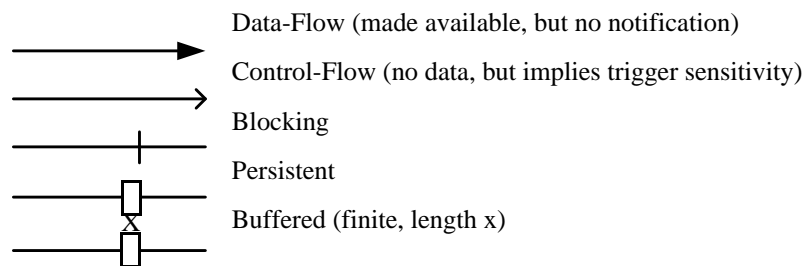 Data-Flow (made available, but no notification)
Control-Flow (no data, but implies trigger sensitivity)
Blocking
Persistent
Buffered (finite, length x)
X